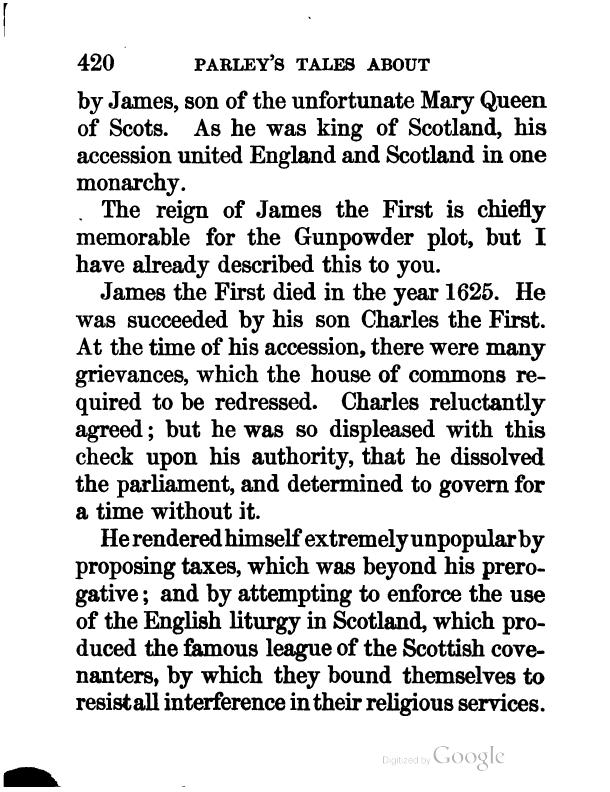 420 PARLEY'S TALES ABOUT
by James, son of the unfortunate Mary Queen
of Scots. As he was king of Scotland, his
accession united England and Scotland in one
monarchy.
The reign of James the First is chiefly
memorable for the Gunpowder plot, but I
have already described this to you.
James the First died in the year 1625. He
was succeeded by his son Charles the First.
At the time of his accession, there were many
grievances, which the house of commons re-
quired to be redressed. Charles reluctantly
agreed; but he was so displeased with this
check upon his authority, that he dissolved
the parliament, and determined to govern for
a time without it.
He rendered himself extremely unpopular by
proposing taxes, which was beyond his prero-
gative; and by attempting to enforce the use
of the English liturgy in Scotland, which pro-
duced the famous league of the Scottish cove-
nanters, by which they bound themselves to
resist all interference in their religious services.
Digitized by Google